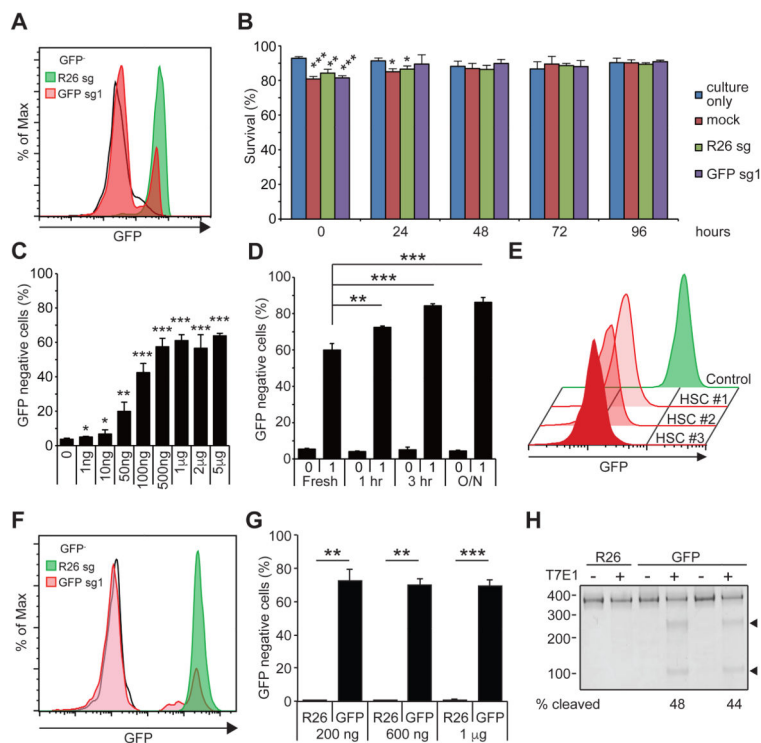 A
GFP-
R26 sg
GFP sg1
% of Max
GFP
B
Survival (%)
100
80
60
40
20
0
*** ** ***
* *
0 24 48 72 96 hours
culture only
mock
R26 sg
GFP sg1
C
GFP negative cells (%)
100
80
60
40
20
0
* * ** *** *** *** *** ***
0 1ng 10ng 50ng 100ng 500ng 1µg 2µg 5µg
D
GFP negative cells (%)
100
80
60
40
20
0
***
***
**
0 1 0 1 0 1 0 1
Fresh 1 hr 3 hr O/N
E
Control
HSC #1
HSC #2
HSC #3
GFP
F
GFP-
R26 sg
GFP sg1
% of Max
GFP
G
GFP negative cells (%)
100
80
60
40
20
0
** ** ***
R26 GFP R26 GFP R26 GFP
200 ng 600 ng 1 µg
H
R26 GFP
T7E1 - + - + - +
400-
300-
200-
100-
% cleaved 48 44